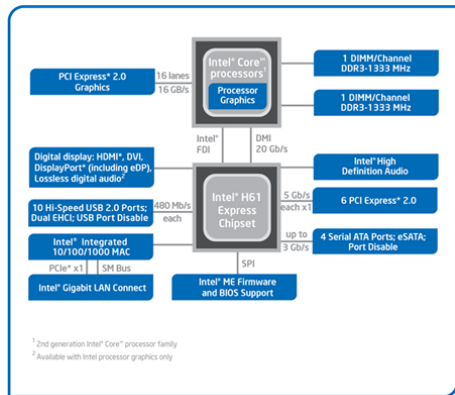 Intel® Core™
processors¹
Processor
Graphics
PCI Express* 2.0
Graphics
16 lanes
16 GB/s
1 DIMM/Channel
DDR3-1333 MHz
1 DIMM/Channel
DDR3-1333 MHz
Intel®
FDI
DMI
20 Gb/s
Digital display: HDMI*, DVI,
DisplayPort* (including eDP),
Lossless digital audio²
Intel® High
Definition Audio
Intel® H61
Express
Chipset
10 Hi-Speed USB 2.0 Ports;
Dual EHCI; USB Port Disable
480 Mb/s
each
5 Gb/s
each x1
6 PCI Express* 2.0
Intel® Integrated
10/100/1000 MAC
up to
3 Gb/s
4 Serial ATA Ports; eSATA;
Port Disable
PCIe* x1
SM Bus
SPI
Intel® Gigabit LAN Connect
Intel® ME Firmware
and BIOS Support
¹ 2nd generation Intel® Core™ processor family
² Available with Intel processor graphics only